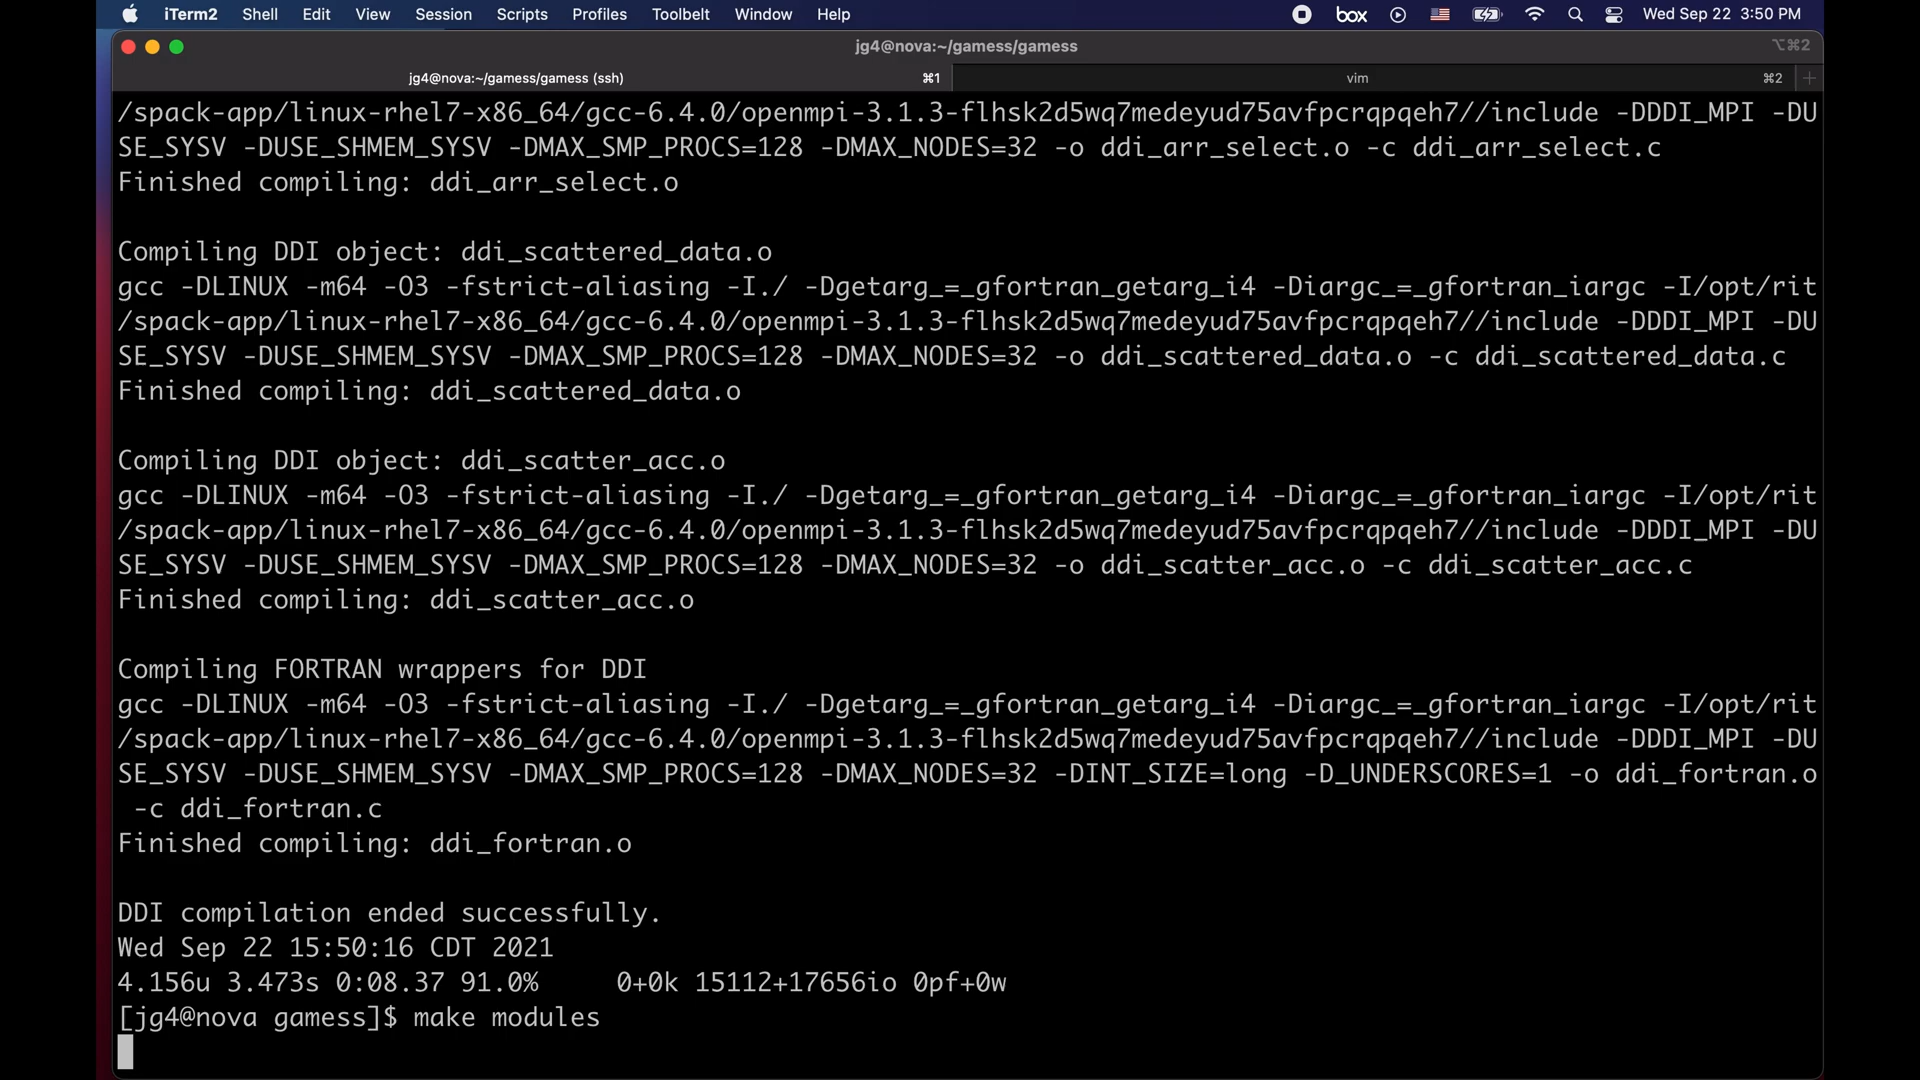 iTerm2 Shell Edit View Session Scripts Profiles Toolbelt Window Help box Wed Sep 22 3:50 PM
jg4@nova:~/gamess/gamess ⌥⌘2
jg4@nova:~/gamess/gamess (ssh) ⌘1 vim ⌘2 +
/spack-app/linux-rhel7-x86_64/gcc-6.4.0/openmpi-3.1.3-flhsk2d5wq7medeyud75avfpcrqpqeh7//include -DDDI_MPI -DU
SE_SYSV -DUSE_SHMEM_SYSV -DMAX_SMP_PROCS=128 -DMAX_NODES=32 -o ddi_arr_select.o -c ddi_arr_select.c
Finished compiling: ddi_arr_select.o
Compiling DDI object: ddi_scattered_data.o
gcc -DLINUX -m64 -O3 -fstrict-aliasing -I./ -Dgetarg_=_gfortran_getarg_i4 -Diargc_=_gfortran_iargc -I/opt/rit
/spack-app/linux-rhel7-x86_64/gcc-6.4.0/openmpi-3.1.3-flhsk2d5wq7medeyud75avfpcrqpqeh7//include -DDDI_MPI -DU
SE_SYSV -DUSE_SHMEM_SYSV -DMAX_SMP_PROCS=128 -DMAX_NODES=32 -o ddi_scattered_data.o -c ddi_scattered_data.c
Finished compiling: ddi_scattered_data.o
Compiling DDI object: ddi_scatter_acc.o
gcc -DLINUX -m64 -O3 -fstrict-aliasing -I./ -Dgetarg_=_gfortran_getarg_i4 -Diargc_=_gfortran_iargc -I/opt/rit
/spack-app/linux-rhel7-x86_64/gcc-6.4.0/openmpi-3.1.3-flhsk2d5wq7medeyud75avfpcrqpqeh7//include -DDDI_MPI -DU
SE_SYSV -DUSE_SHMEM_SYSV -DMAX_SMP_PROCS=128 -DMAX_NODES=32 -o ddi_scatter_acc.o -c ddi_scatter_acc.c
Finished compiling: ddi_scatter_acc.o
Compiling FORTRAN wrappers for DDI
gcc -DLINUX -m64 -O3 -fstrict-aliasing -I./ -Dgetarg_=_gfortran_getarg_i4 -Diargc_=_gfortran_iargc -I/opt/rit
/spack-app/linux-rhel7-x86_64/gcc-6.4.0/openmpi-3.1.3-flhsk2d5wq7medeyud75avfpcrqpqeh7//include -DDDI_MPI -DU
SE_SYSV -DUSE_SHMEM_SYSV -DMAX_SMP_PROCS=128 -DMAX_NODES=32 -DINT_SIZE=long -D_UNDERSCORES=1 -o ddi_fortran.o
-c ddi_fortran.c
Finished compiling: ddi_fortran.o
DDI compilation ended successfully.
Wed Sep 22 15:50:16 CDT 2021
4.156u 3.473s 0:08.37 91.0% 0+0k 15112+17656io 0pf+0w
[jg4@nova gamess]$ make modules